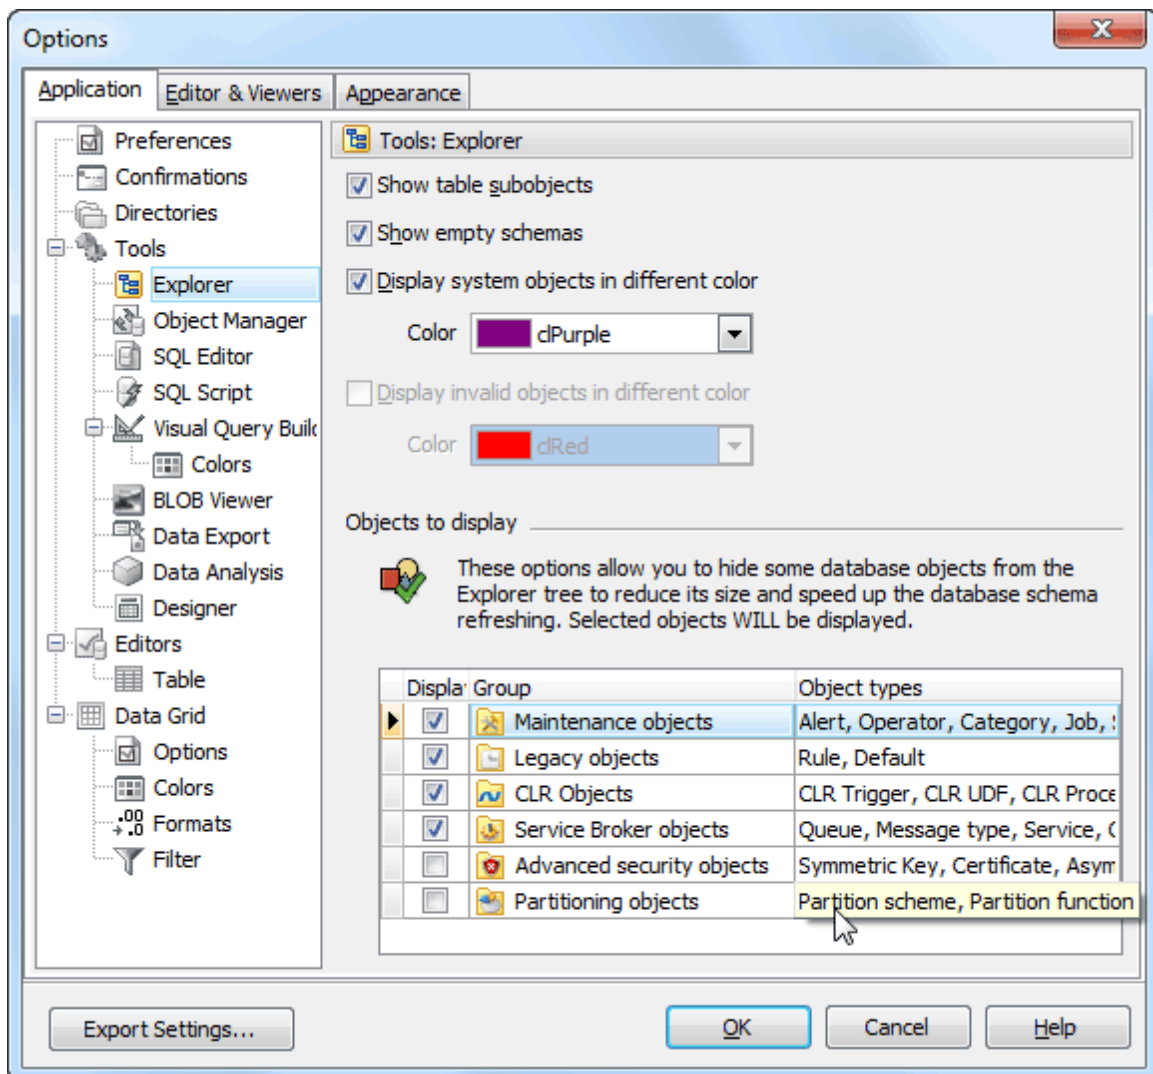 Options
Application
Editor & Viewers
Appearance
Preferences
Confirmations
Directories
Tools
Explorer
Object Manager
SQL Editor
SQL Script
Visual Query Build
Colors
BLOB Viewer
Data Export
Data Analysis
Designer
Editors
Table
Data Grid
Options
Colors
Formats
Filter
Tools: Explorer
Show table subobjects
Show empty schemas
Display system objects in different color
Color clPurple
Display invalid objects in different color
Color clRed
Objects to display
These options allow you to hide some database objects from the
Explorer tree to reduce its size and speed up the database schema
refreshing. Selected objects WILL be displayed.
Display Group Object types
Maintenance objects Alert, Operator, Category, Job,
Legacy objects Rule, Default
CLR Objects CLR Trigger, CLR UDF, CLR Proce
Service Broker objects Queue, Message type, Service,
Advanced security objects Symmetric Key, Certificate, Asym
Partitioning objects Partition scheme, Partition function
Export Settings...
OK
Cancel
Help